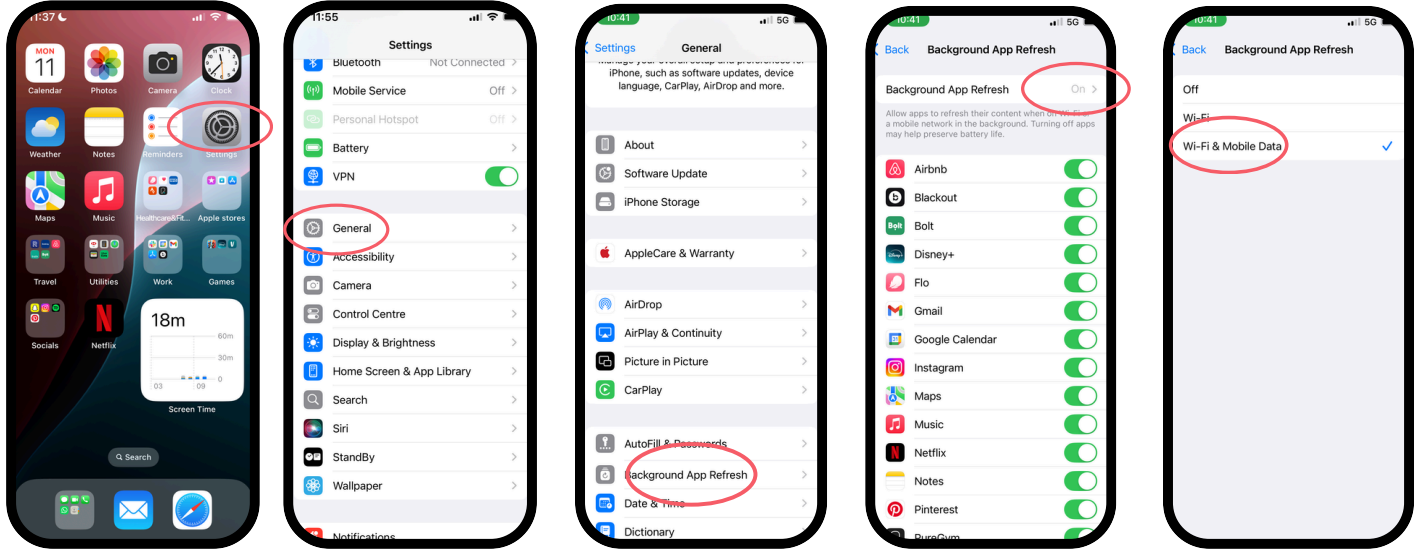 11:37
MON
11
Calendar
Photos
Camera
Clock
Weather
Notes
Reminders
Settings
Maps
Music
Healthcare&Fit...
Apple stores
Travel
Utilities
Work
Games
Socials
Netflix
18m
60m
30m
0
03 09
Screen Time
Search
11:55
Settings
Bluetooth Not Connected
Mobile Service Off
Personal Hotspot Off
Battery
VPN
General
Accessibility
Camera
Control Centre
Display & Brightness
Home Screen & App Library
Search
Siri
StandBy
Wallpaper
Notifications
10:41 5G
Settings General
Manage your overall setup and preferences for
iPhone, such as software updates, device
language, CarPlay, AirDrop and more.
About
Software Update
iPhone Storage
AppleCare & Warranty
AirDrop
AirPlay & Continuity
Picture in Picture
CarPlay
AutoFill & Passwords
Background App Refresh
Date & Time
Dictionary
10:41 5G
Back Background App Refresh
Background App Refresh On
Allow apps to refresh their content when on Wi-Fi or
a mobile network in the background. Turning off apps
may help preserve battery life.
Airbnb
Blackout
Bolt Bolt
Disney+
Flo
Gmail
Google Calendar
Instagram
Maps
Music
Netflix
Notes
Pinterest
PureGym
10:41 5G
Back Background App Refresh
Off
Wi-Fi
Wi-Fi & Mobile Data